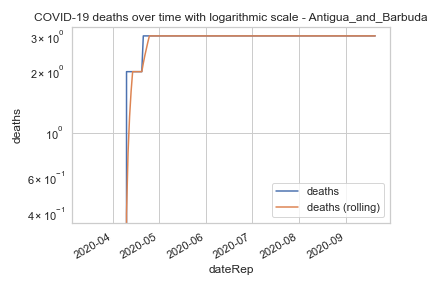 COVID-19 deaths over time with logarithmic scale - Antigua_and_Barbuda
3 × 10⁰
2 × 10⁰
10⁰
6 × 10⁻¹
4 × 10⁻¹
deaths
deaths
deaths (rolling)
2020-04
2020-05
2020-06
2020-07
2020-08
2020-09
dateRep